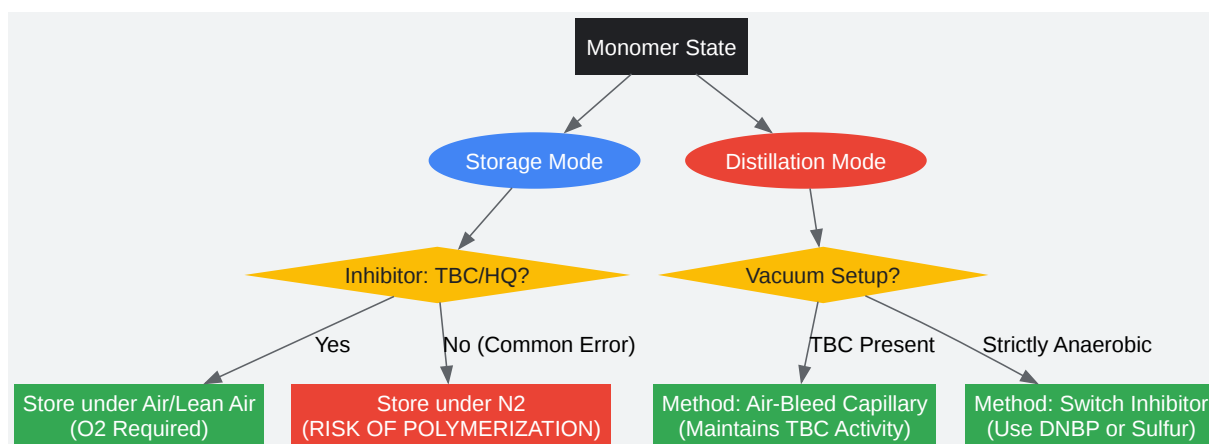 Monomer State
Storage Mode
Distillation Mode
Inhibitor: TBC/HQ?
Vacuum Setup?
Yes
No (Common Error)
TBC Present
Strictly Anaerobic
Store under Air/Lean Air
(O2 Required)
Store under N2
(RISK OF POLYMERIZATION)
Method: Air-Bleed Capillary
(Maintains TBC Activity)
Method: Switch Inhibitor
(Use DNBP or Sulfur)